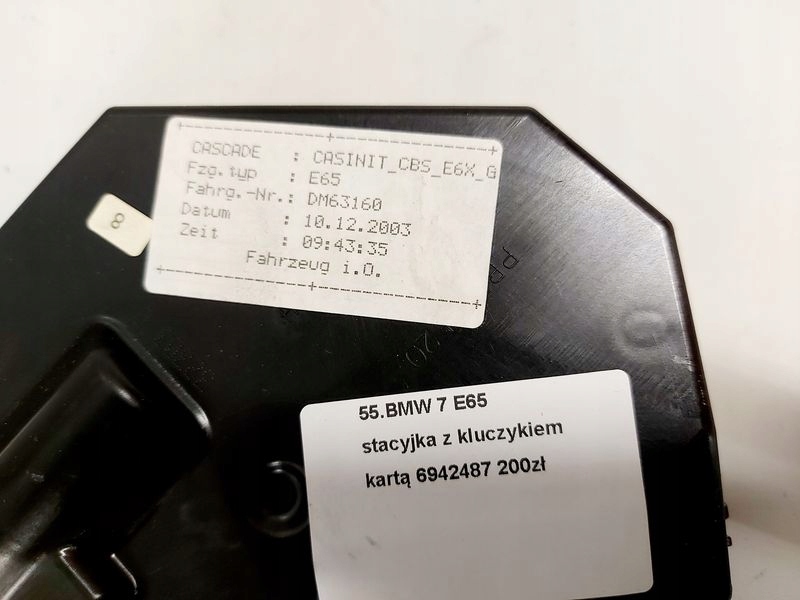 CASCADE : CASINIT_CBS_E6X_G
Fzg.typ : E65
Fahrg.-Nr.: DM63160
Datum : 10.12.2003
Zeit : 09:43:35
Fahrzeug i.O.
8
55.BMW 7 E65
stacyjka z kluczykiem
kartą 6942487 200zł